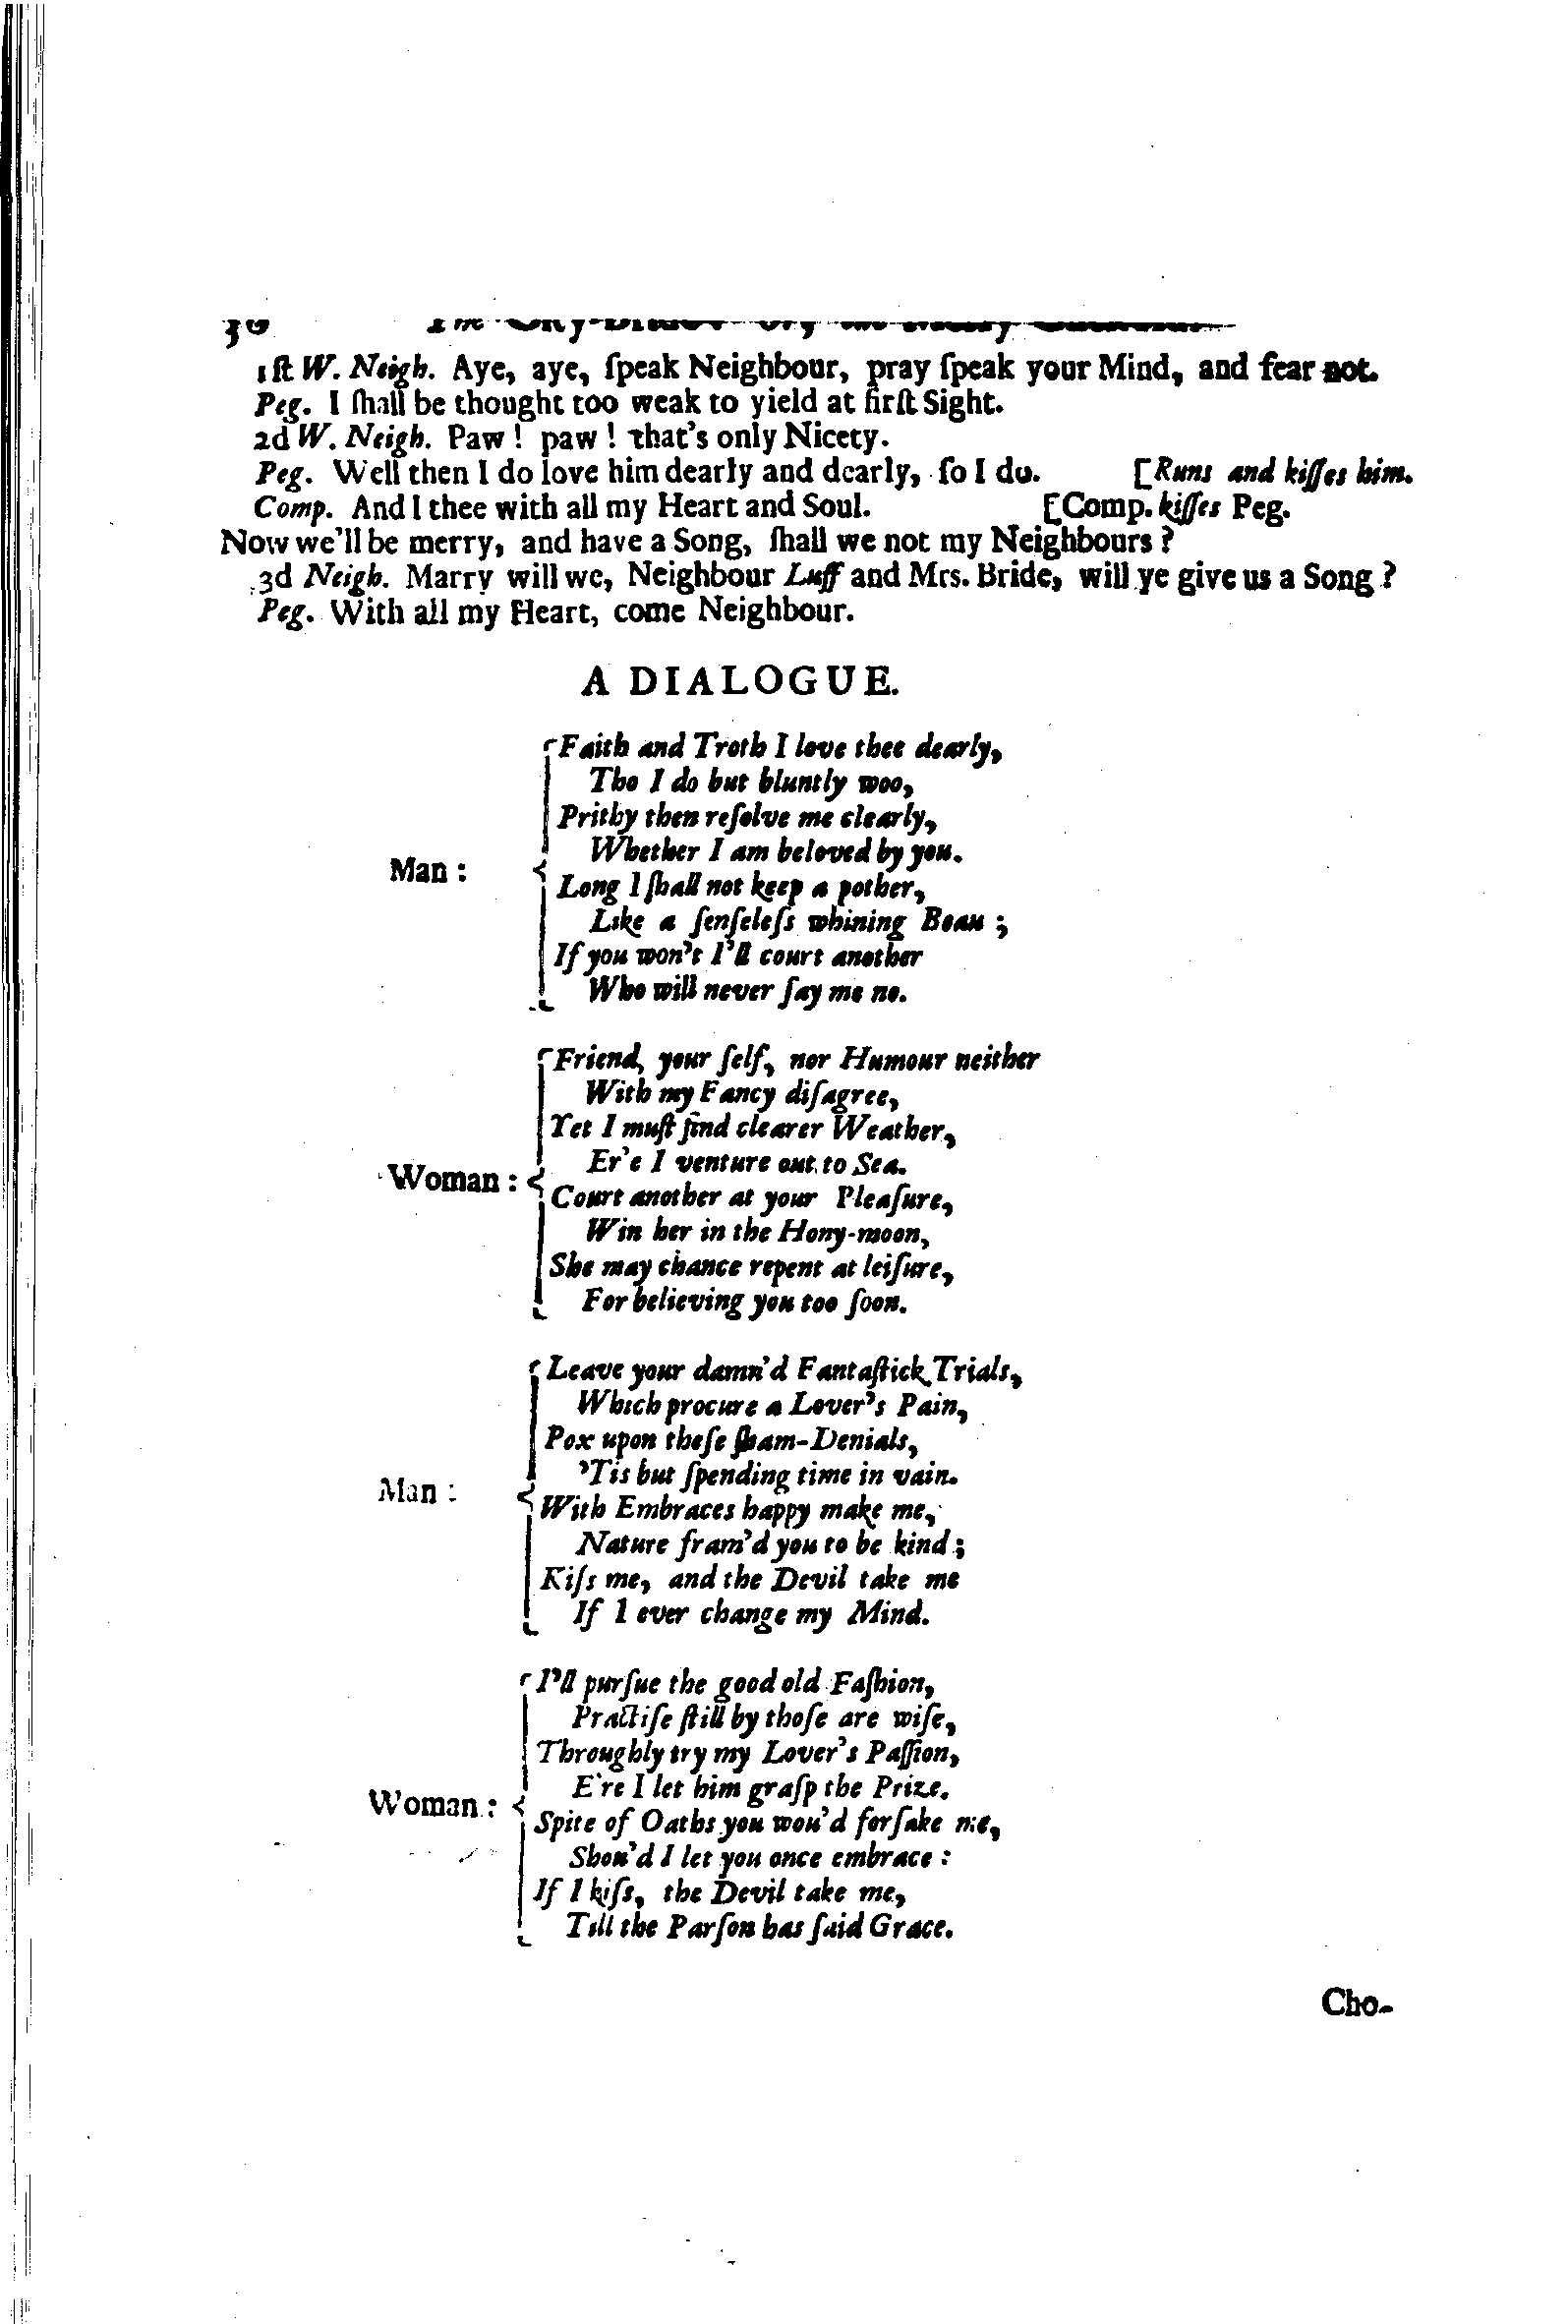 30 The City-Bride: Or,
1ſt W. Neigh. Aye, aye, ſpeak Neighbour, pray ſpeak your Mind, and fear not.
Peg. I ſhall be thought too weak to yield at firſt Sight.
2d W. Neigh. Paw! paw! that's only Nicety.
Peg. Well then I do love him dearly and dearly, ſo I do. [Runs and kiſſes him.
Comp. And I thee with all my Heart and Soul. [Comp. kiſſes Peg.
Now we'll be merry, and have a Song, ſhall we not my Neighbours?
3d Neigh. Marry will we, Neighbour Luff and Mrs. Bride, will ye give us a Song?
Peg. With all my Heart, come Neighbour.
A DIALOGUE.
Faith and Troth I love thee dearly,
Tho I do but bluntly woo,
Prithy then reſolve me clearly,
Whether I am beloved by you.
Man:
Long I ſhall not keep a pother,
Like a ſenſeleſs whining Beau;
If you won't I'll court another
Who will never ſay me no.
Friend, your ſelf, nor Humour neither
With my Fancy diſagree,
Yet I muſt find clearer Weather,
Er'e I venture out to Sea.
Woman:
Court another at your Pleaſure,
Win her in the Hony-moon,
She may chance repent at leiſure,
For believing you too ſoon.
Leave your damn'd Fantaſtick Trials,
Which procure a Lover's Pain,
Pox upon theſe ſham-Denials,
'Tis but ſpending time in vain.
Man:
With Embraces happy make me,
Nature fram'd you to be kind;
Kiſs me, and the Devil take me
If I ever change my Mind.
I'll purſue the good old Faſhion,
Practiſe ſtill by thoſe are wiſe,
Throughly try my Lover's Paſſion,
E're I let him graſp the Prize.
Woman:
Spite of Oaths you wou'd forſake me,
Shou'd I let you once embrace:
If I kiſs, the Devil take me,
Till the Parſon has ſaid Grace.
Cho-